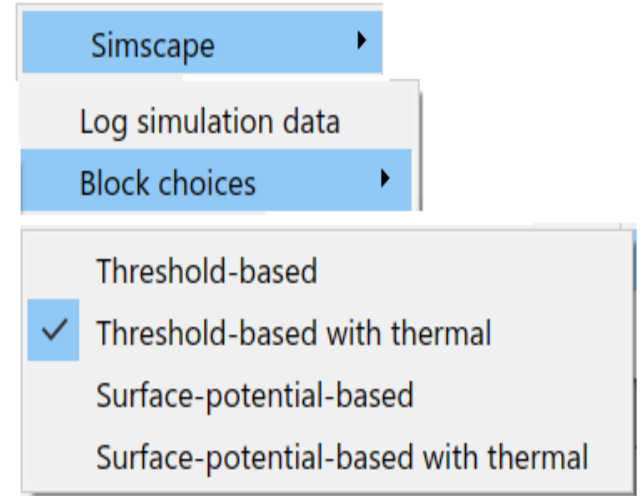 Simscape
Log simulation data
Block choices
Threshold-based
Threshold-based with thermal
Surface-potential-based
Surface-potential-based with thermal